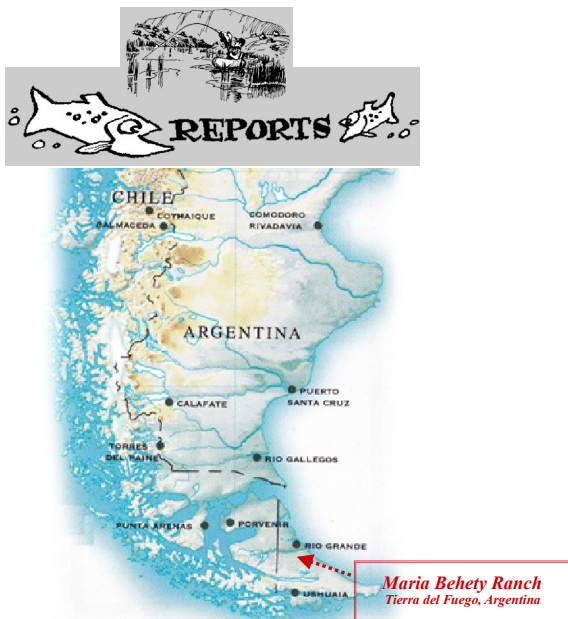 REPORTS
CHILE
COYHAIQUE
BALMACEDA
COMODORO
RIVADAVIA
ARGENTINA
PUERTO
SANTA CRUZ
CALAFATE
TORRES
DEL PAINE
RIO GALLEGOS
PUNTA ARENAS
PORVENIR
RIO GRANDE
Maria Behety Ranch
Tierra del Fuego, Argentina
USHUAIA